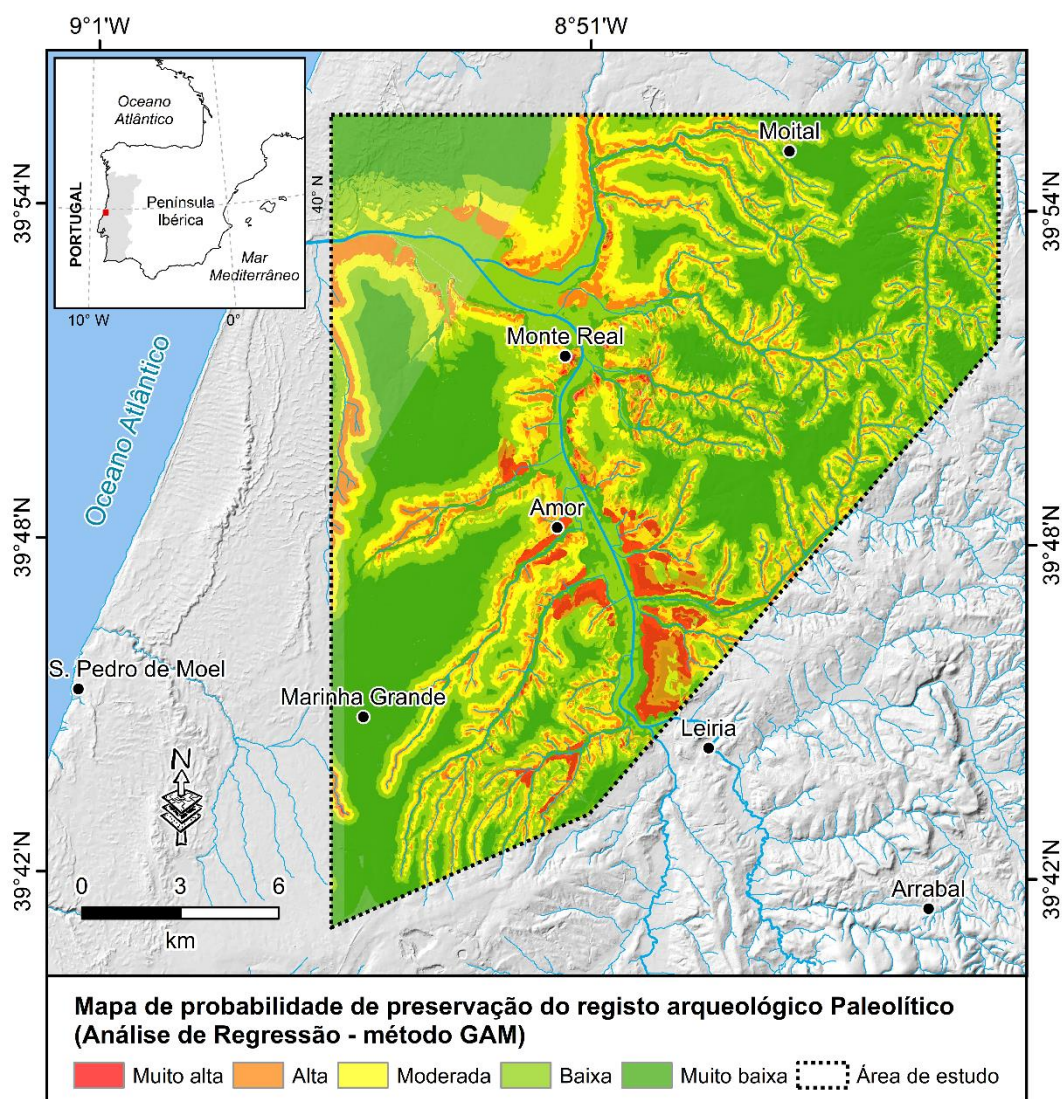 9°1'W
8°51'W
Oceano
Atlântico
PORTUGAL
Península
Ibérica
40° N
Mar
Mediterrâneo
10° W
0°
39°54'N
39°54'N
Moital
Monte Real
Oceano Atlântico
Amor
39°48'N
39°48'N
S. Pedro de Moel
Marinha Grande
Leiria
N
39°42'N
39°42'N
Arrabal
0 3 6
km
Mapa de probabilidade de preservação do registo arqueológico Paleolítico
(Análise de Regressão - método GAM)
Muito alta Alta Moderada Baixa Muito baixa Área de estudo